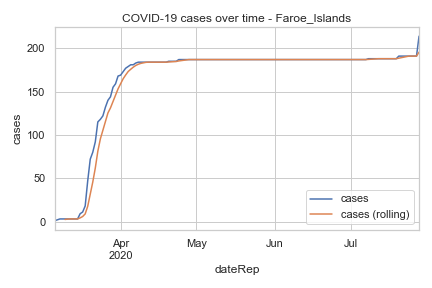 COVID-19 cases over time - Faroe_Islands
cases
200
150
100
50
0
Apr
2020
May
Jun
Jul
dateRep
cases
cases (rolling)